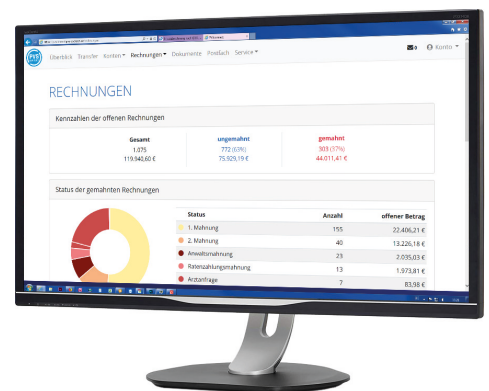 PVS
Überblick Transfer Konten Rechnungen Dokumente Postfach Service
Konto
RECHNUNGEN
Kennzahlen der offenen Rechnungen
Gesamt ungemahnt gemahnt
1.075 772 (63%) 303 (37%)
119.940,60 € 75.929,19 € 44.011,41 €
Status der gemahnten Rechnungen
Status Anzahl offener Betrag
1. Mahnung 155 22.406,21 €
2. Mahnung 40 13.226,18 €
Anwaltsmahnung 23 2.035,03 €
Ratenzahlungsmahnung 13 1.973,81 €
Arztanfrage 7 83,98 €